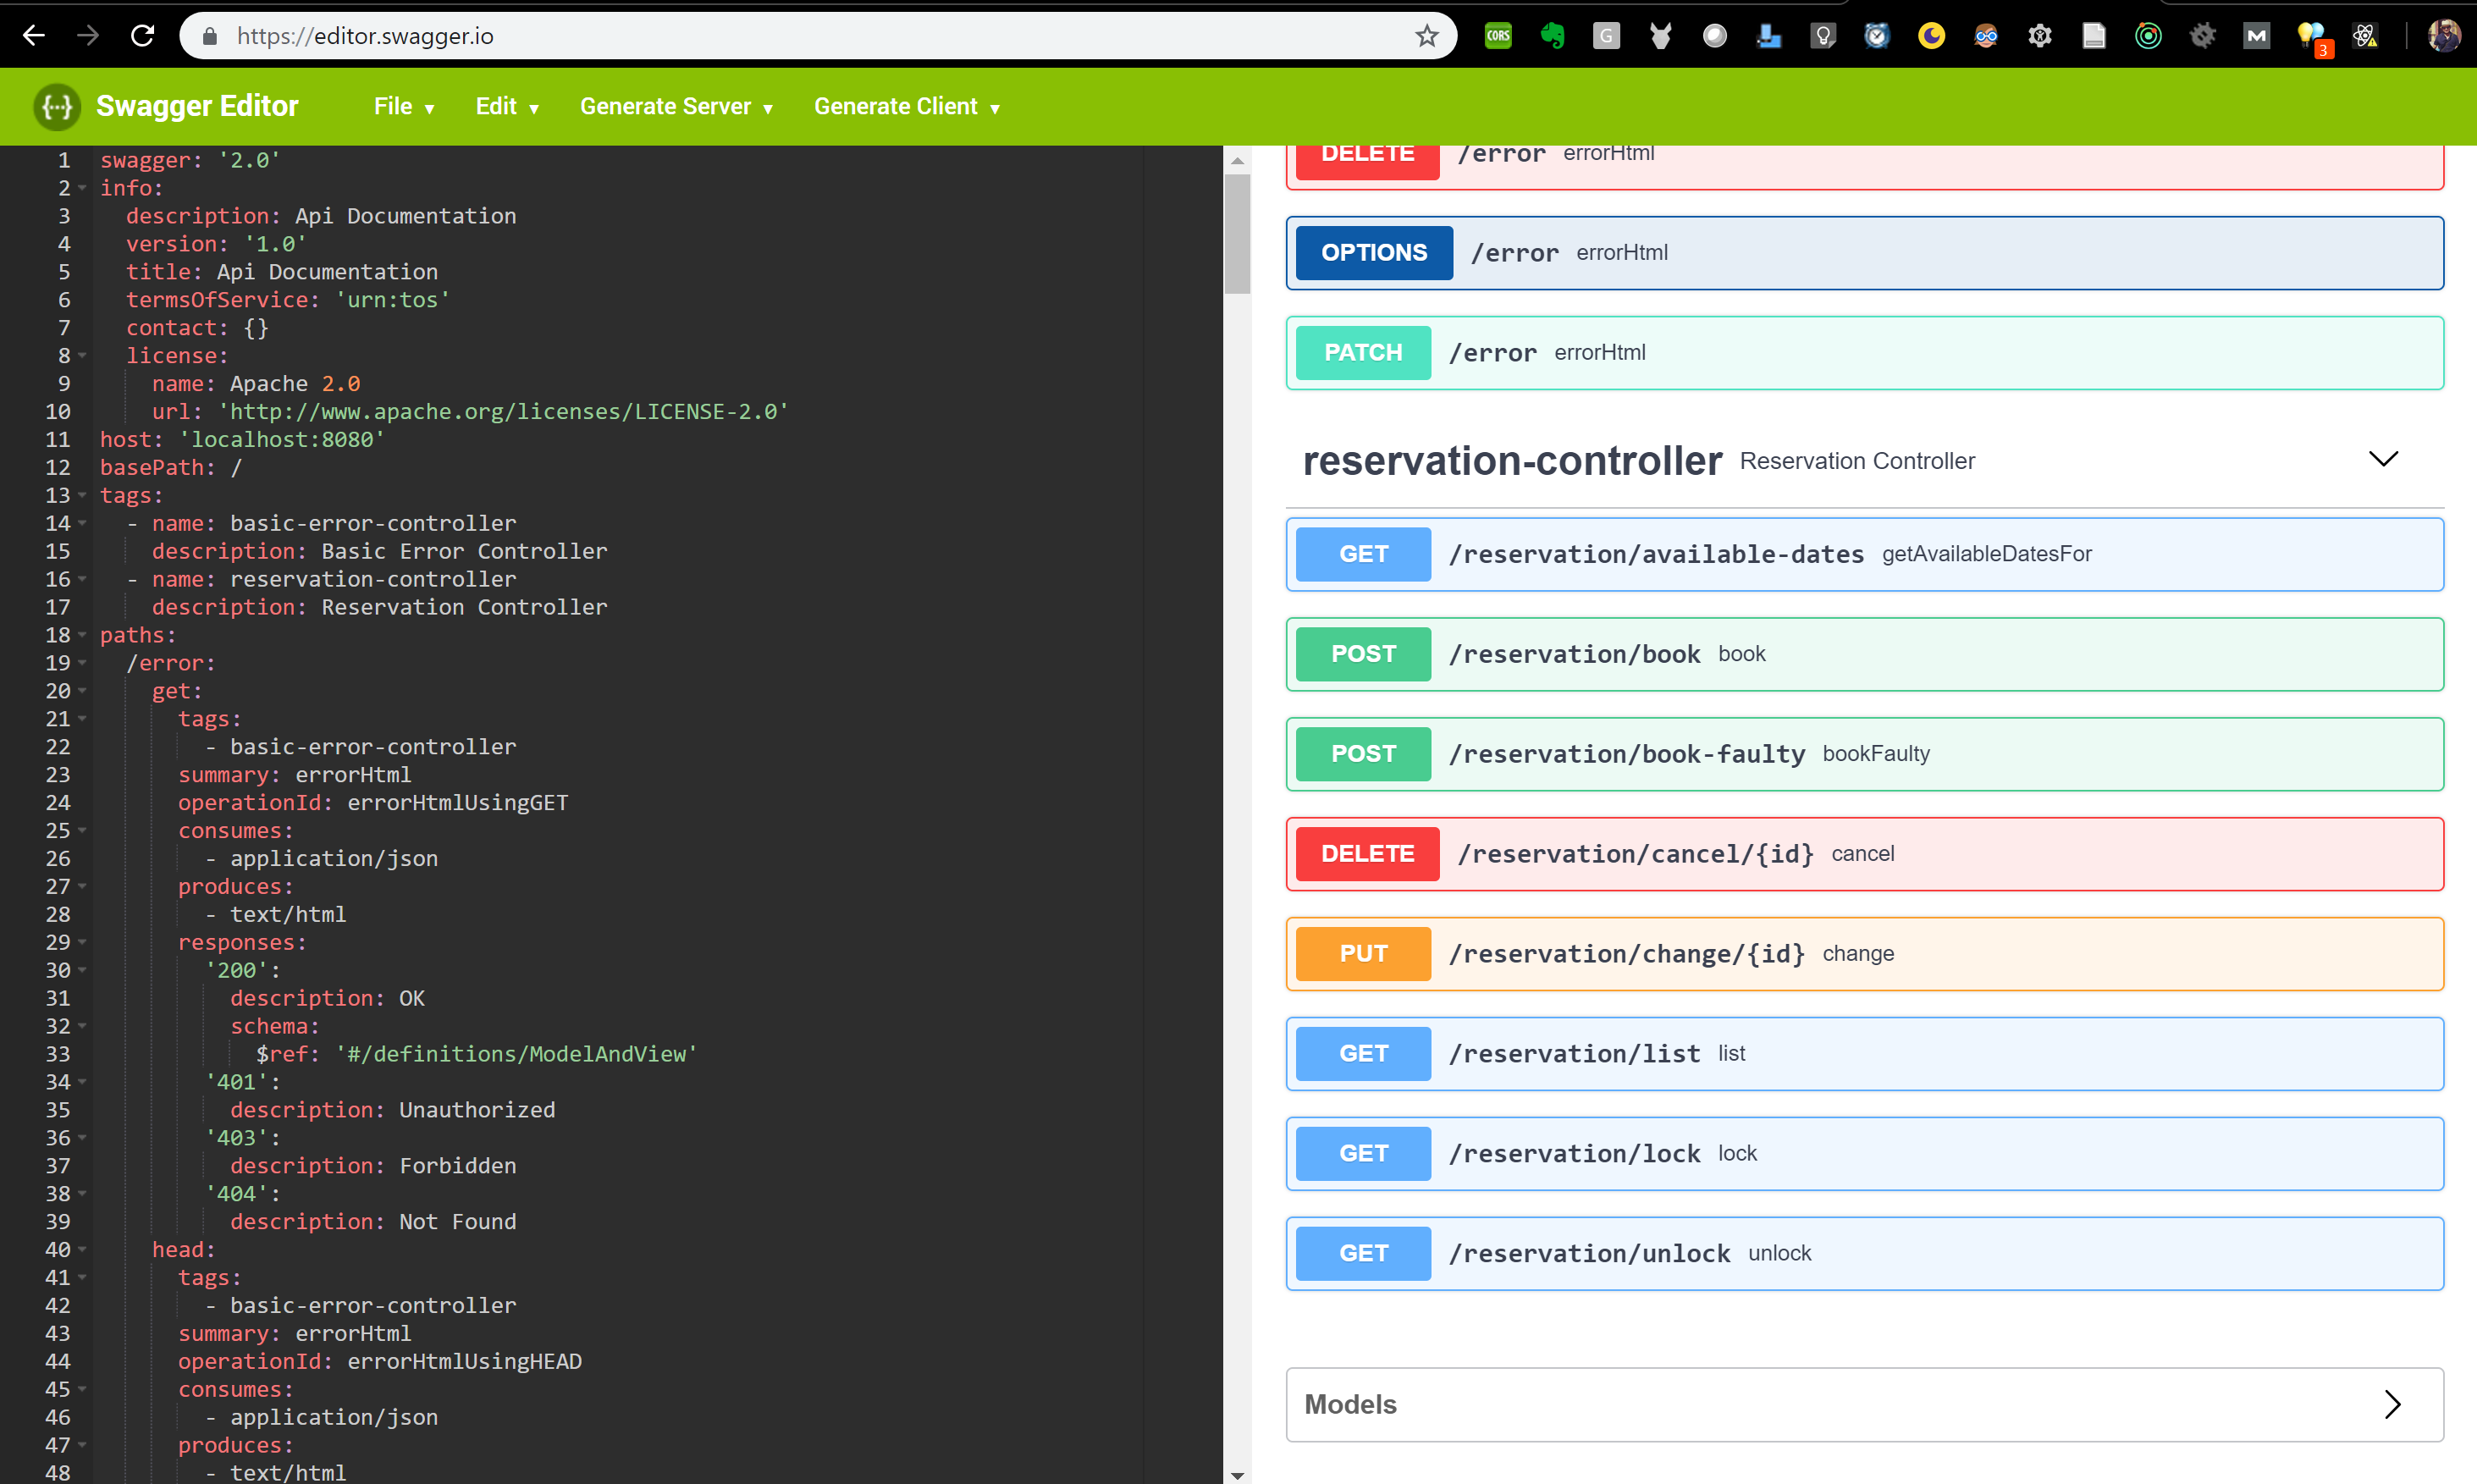 https://editor.swagger.io
CORS
G
M
3
{...} Swagger Editor File ▼ Edit ▼ Generate Server ▼ Generate Client ▼
1 swagger: '2.0'
2 info:
3 description: Api Documentation
4 version: '1.0'
5 title: Api Documentation
6 termsOfService: 'urn:tos'
7 contact: {}
8 license:
9 name: Apache 2.0
10 url: 'http://www.apache.org/licenses/LICENSE-2.0'
11 host: 'localhost:8080'
12 basePath: /
13 tags:
14 - name: basic-error-controller
15 description: Basic Error Controller
16 - name: reservation-controller
17 description: Reservation Controller
18 paths:
19 /error:
20 get:
21 tags:
22 - basic-error-controller
23 summary: errorHtml
24 operationId: errorHtmlUsingGET
25 consumes:
26 - application/json
27 produces:
28 - text/html
29 responses:
30 '200':
31 description: OK
32 schema:
33 $ref: '#/definitions/ModelAndView'
34 '401':
35 description: Unauthorized
36 '403':
37 description: Forbidden
38 '404':
39 description: Not Found
40 head:
41 tags:
42 - basic-error-controller
43 summary: errorHtml
44 operationId: errorHtmlUsingHEAD
45 consumes:
46 - application/json
47 produces:
48 - text/html
DELETE /error errorHtml
OPTIONS /error errorHtml
PATCH /error errorHtml
reservation-controller Reservation Controller
GET /reservation/available-dates getAvailableDatesFor
POST /reservation/book book
POST /reservation/book-faulty bookFaulty
DELETE /reservation/cancel/{id} cancel
PUT /reservation/change/{id} change
GET /reservation/list list
GET /reservation/lock lock
GET /reservation/unlock unlock
Models